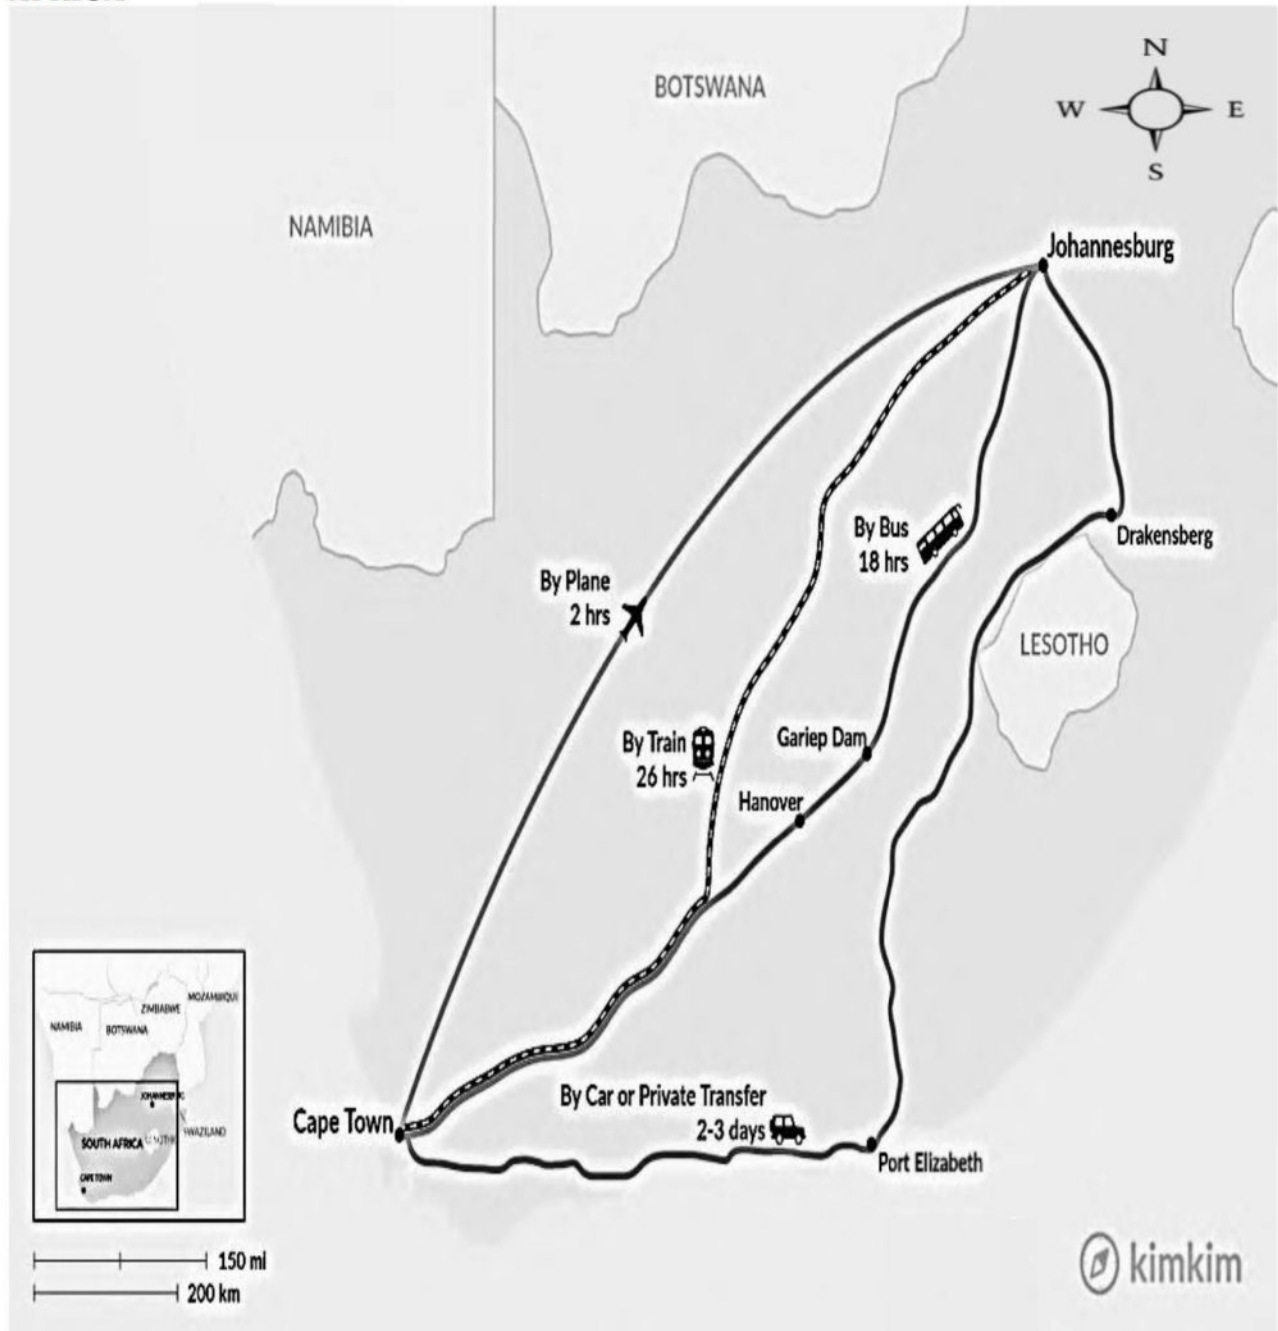 BOTSWANA
N
W E
S
NAMIBIA
Johannesburg
By Bus
18 hrs
Drakensberg
By Plane
2 hrs
LESOTHO
By Train
26 hrs
Gariep Dam
Hanover
By Car or Private Transfer
2-3 days
Cape Town
Port Elizabeth
MOZAMBIQUE
ZIMBABWE
NAMIBIA
BOTSWANA
JOHANNESBURG
SWAZILAND
SOUTH AFRICA
LESOTHO
CAPE TOWN
150 mi
200 km
kimkim